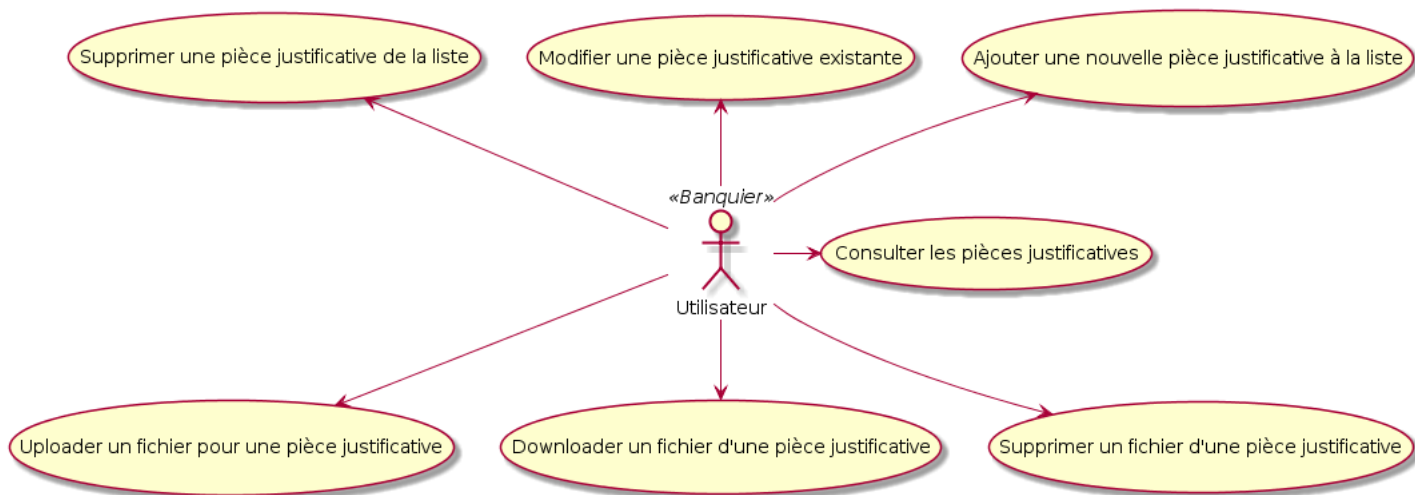 Supprimer une pièce justificative de la liste
Modifier une pièce justificative existante
Ajouter une nouvelle pièce justificative à la liste
«Banquier»
Consulter les pièces justificatives
Utilisateur
Uploader un fichier pour une pièce justificative
Downloader un fichier d'une pièce justificative
Supprimer un fichier d'une pièce justificative